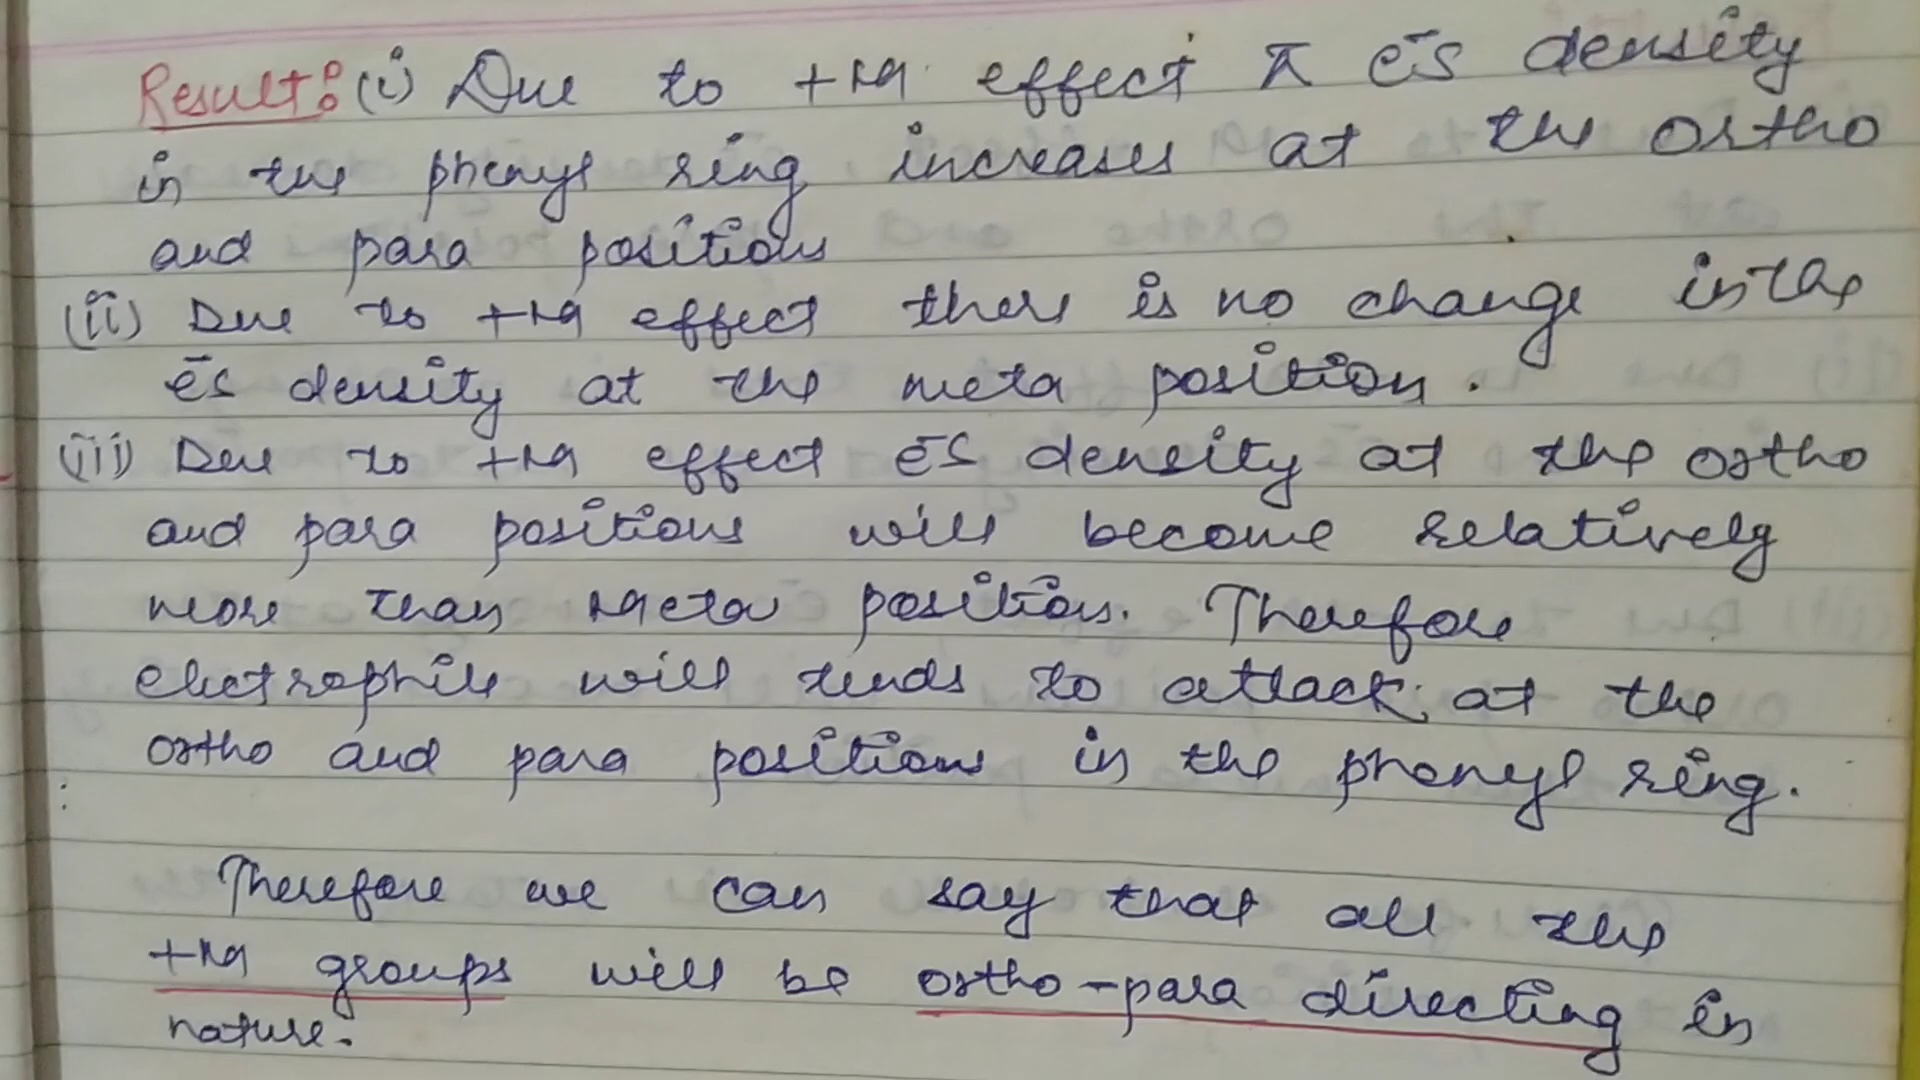 Result: (i) Due to +M effect π ēs density
in the phenyl ring increases at the ortho
and para positions
(ii) Due to +M effect there is no change in the
ēs density at the meta position.
(iii) Due to +M effect ēs density at the ortho
and para positions will become relatively
more than Meta position. Therefore
electrophile will tends to attack at the
ortho and para positions in the phenyl ring.
Therefore we can say that all the
+M groups will be ortho-para directing in
nature.